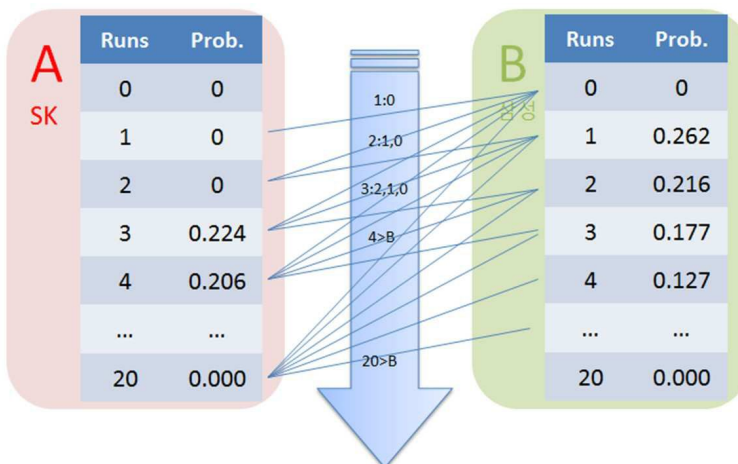 A
SK
Runs Prob.
0 0
1 0
2 0
3 0.224
4 0.206
... ...
20 0.000
1:0
2:1,0
3:2,1,0
4>B
20>B
B
삼성
Runs Prob.
0 0
1 0.262
2 0.216
3 0.177
4 0.127
... ...
20 0.000